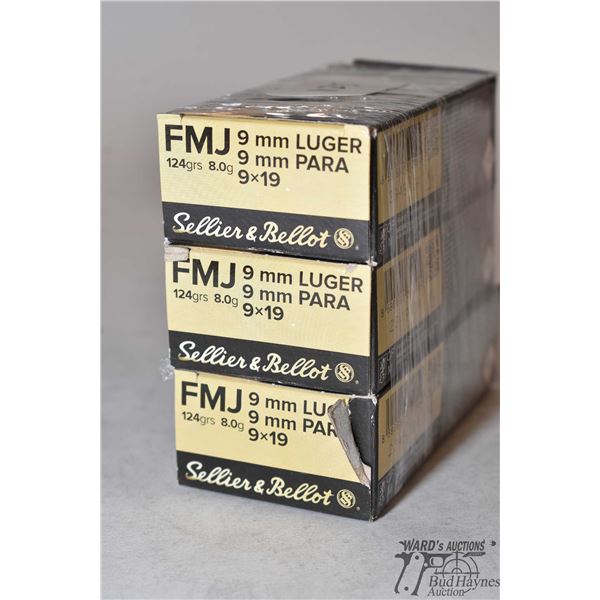 FMJ 9 mm LUGER
124grs 8.0g 9 mm PARA
9×19
Sellier & Bellot
FMJ 9 mm LUGER
124grs 8.0g 9 mm PARA
9×19
Sellier & Bellot
FMJ 9 mm LUG
124grs 8.0g 9 mm PAR
9×19
Sellier & Bellot
WARD's AUCTIONS
Bud Haynes
Auction